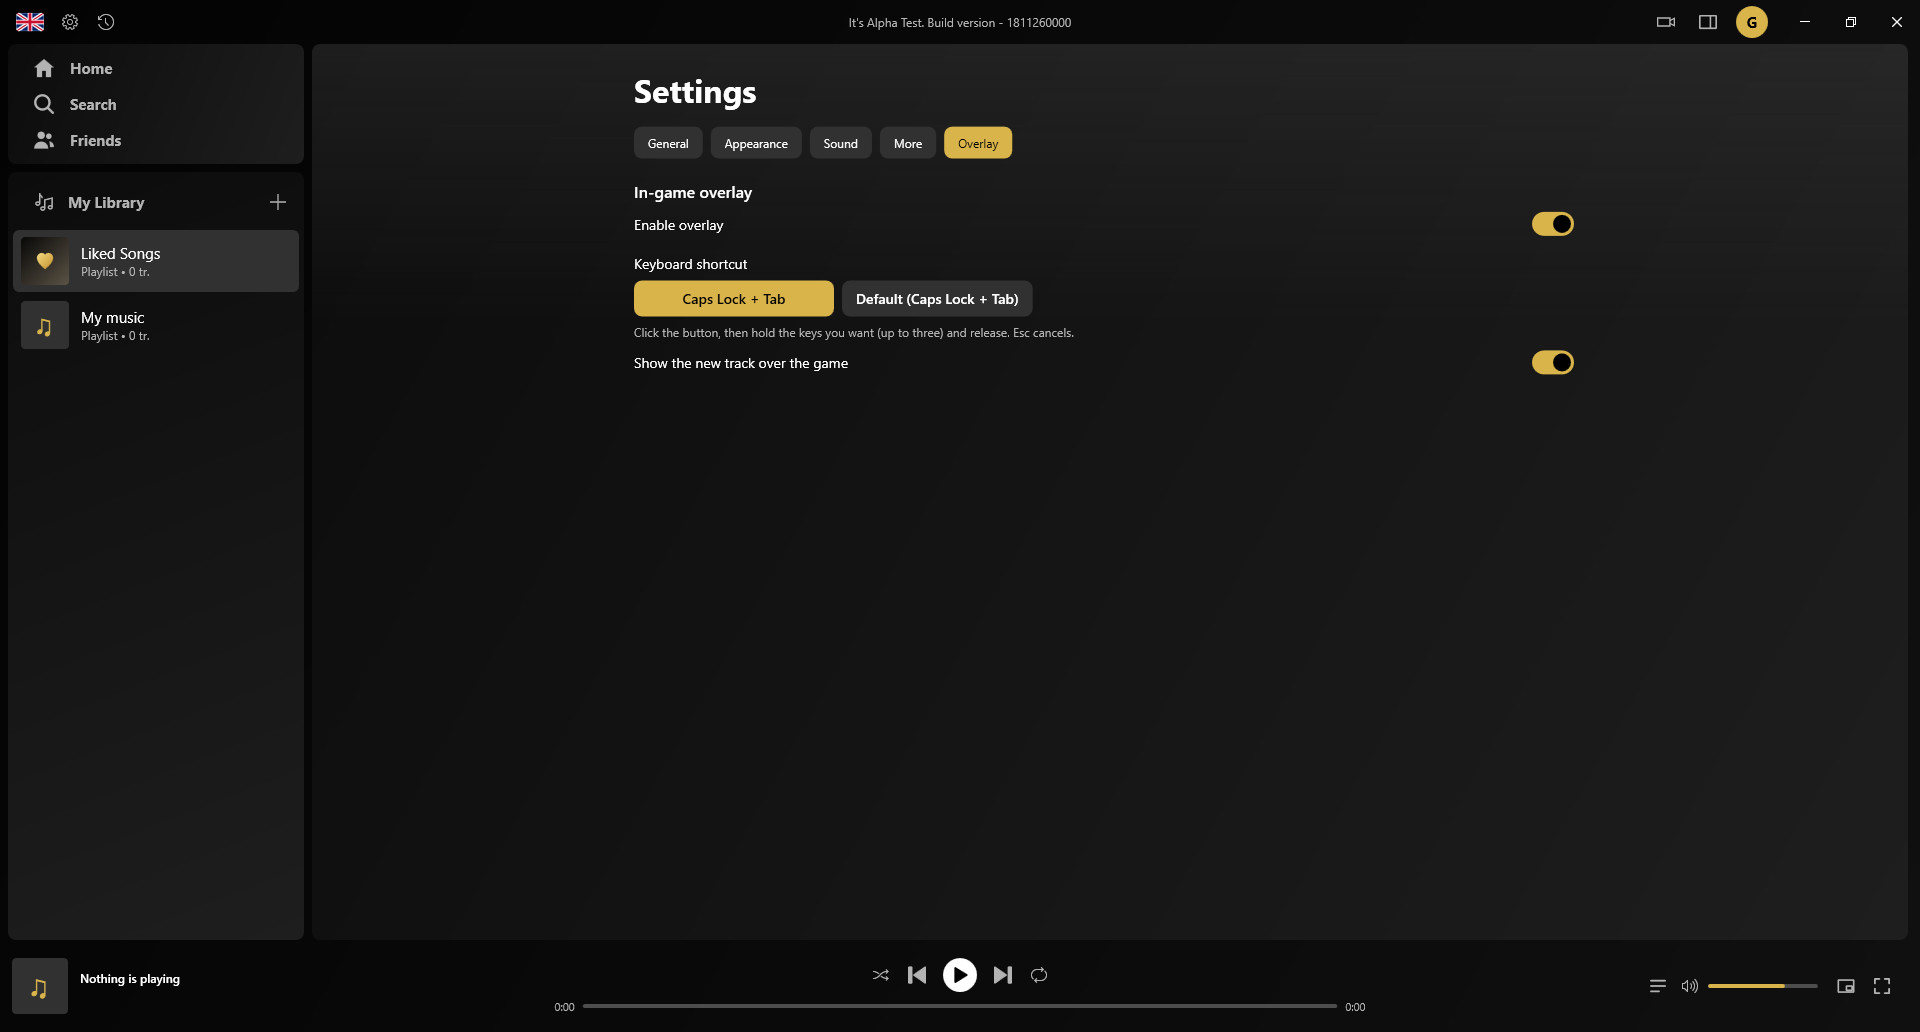 It's Alpha Test. Build version - 1811260000
G
Home
Search
Friends
My Library
Liked Songs
Playlist • 0 tr.
My music
Playlist • 0 tr.
Settings
General
Appearance
Sound
More
Overlay
In-game overlay
Enable overlay
Keyboard shortcut
Caps Lock + Tab
Default (Caps Lock + Tab)
Click the button, then hold the keys you want (up to three) and release. Esc cancels.
Show the new track over the game
Nothing is playing
0:00
0:00